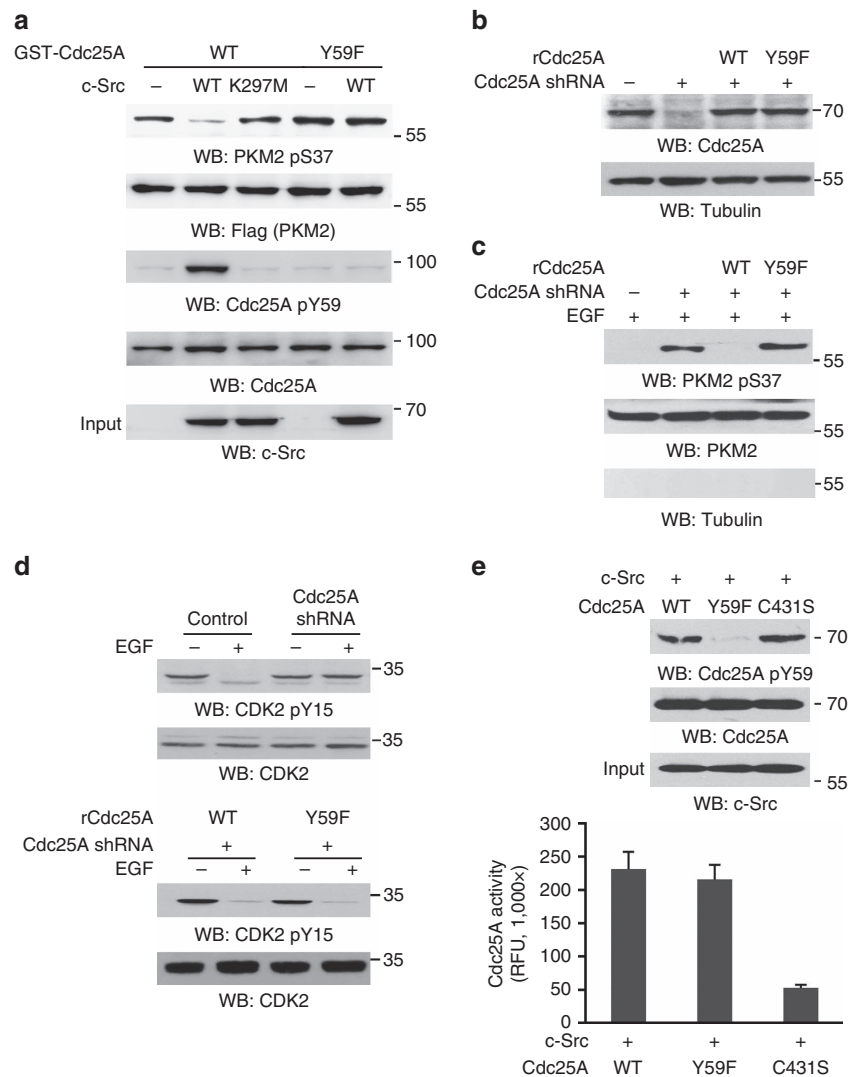 a
GST-Cdc25A WT Y59F
c-Src – WT K297M – WT
55
WB: PKM2 pS37
55
WB: Flag (PKM2)
100
WB: Cdc25A pY59
100
WB: Cdc25A
70
Input
WB: c-Src
b
rCdc25A WT Y59F
Cdc25A shRNA – + + +
70
WB: Cdc25A
55
WB: Tubulin
c
rCdc25A WT Y59F
Cdc25A shRNA – + + +
EGF + + + +
55
WB: PKM2 pS37
55
WB: PKM2
55
WB: Tubulin
d
Control Cdc25A
shRNA
EGF – + – +
35
WB: CDK2 pY15
35
WB: CDK2
rCdc25A WT Y59F
Cdc25A shRNA + +
EGF – + – +
35
WB: CDK2 pY15
35
WB: CDK2
e
c-Src + + +
Cdc25A WT Y59F C431S
70
WB: Cdc25A pY59
70
WB: Cdc25A
Input
55
WB: c-Src
Cdc25A activity
(RFU, 1,000×)
300
250
200
150
100
50
0
c-Src + + +
Cdc25A WT Y59F C431S